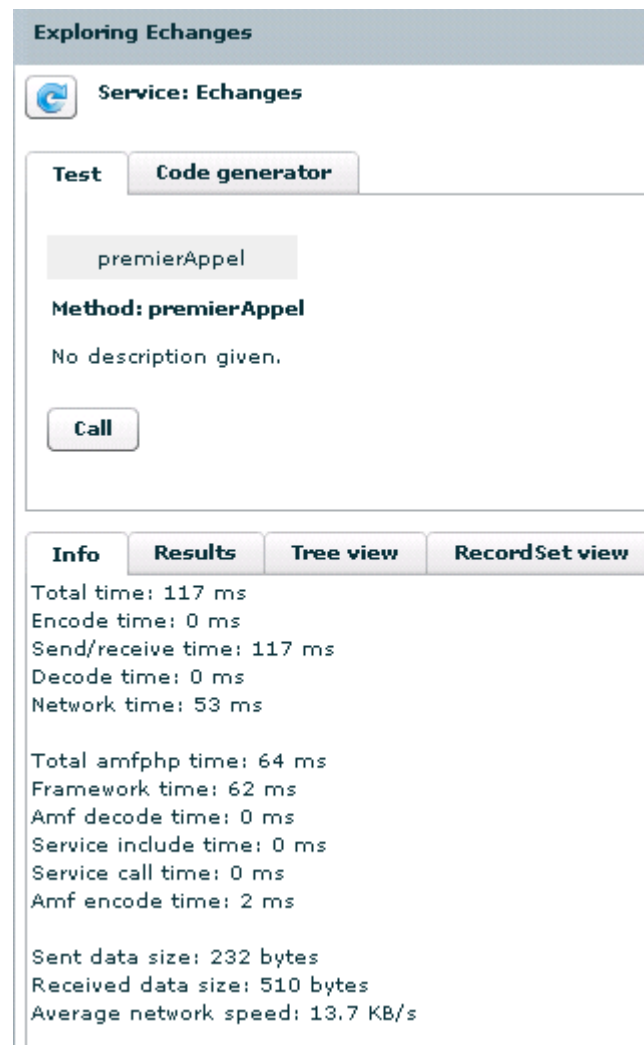 Exploring Echanges
Service: Echanges
Test
Code generator
premierAppel
Method: premierAppel
No description given.
Call
Info
Results
Tree view
RecordSet view
Total time: 117 ms
Encode time: 0 ms
Send/receive time: 117 ms
Decode time: 0 ms
Network time: 53 ms
Total amfphp time: 64 ms
Framework time: 62 ms
Amf decode time: 0 ms
Service include time: 0 ms
Service call time: 0 ms
Amf encode time: 2 ms
Sent data size: 232 bytes
Received data size: 510 bytes
Average network speed: 13.7 KB/s